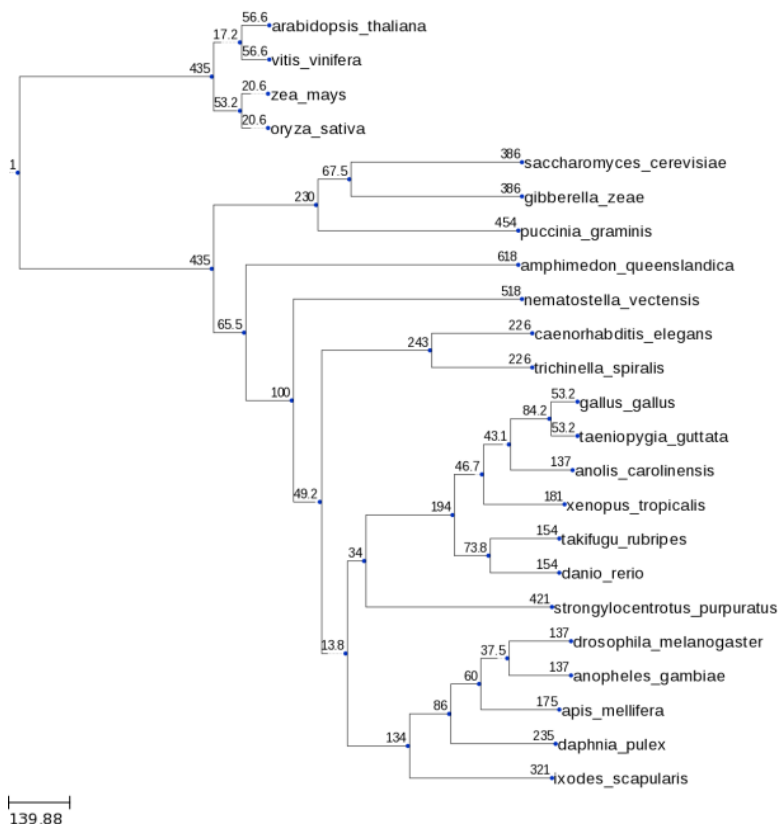 56.6
arabidopsis_thaliana
17.2
56.6
vitis_vinifera
435
20.6
zea_mays
53.2
20.6
oryza_sativa
1
386
saccharomyces_cerevisiae
67.5
386
gibberella_zeae
230
454
puccinia_graminis
435
618
amphimedon_queenslandica
518
nematostella_vectensis
65.5
226
caenorhabditis_elegans
243
226
trichinella_spiralis
100
53.2
gallus_gallus
84.2
53.2
taeniopygia_guttata
43.1
137
anolis_carolinensis
46.7
181
xenopus_tropicalis
49.2
194
154
takifugu_rubripes
73.8
154
danio_rerio
34
421
strongylocentrotus_purpuratus
13.8
137
drosophila_melanogaster
37.5
137
anopheles_gambiae
60
175
apis_mellifera
86
235
daphnia_pulex
134
321
ixodes_scapularis
139.88